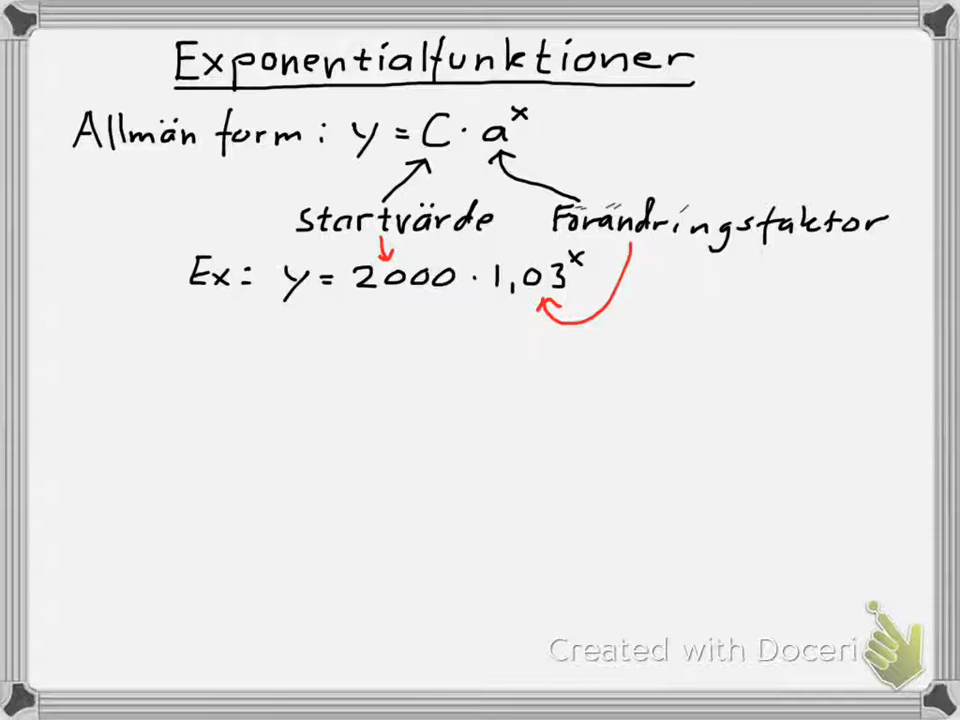 Exponentialfunktioner
Allmän form: y = C · a^x
startvärde Förändringsfaktor
Ex: y = 2000 · 1,03^x
Created with Doceri